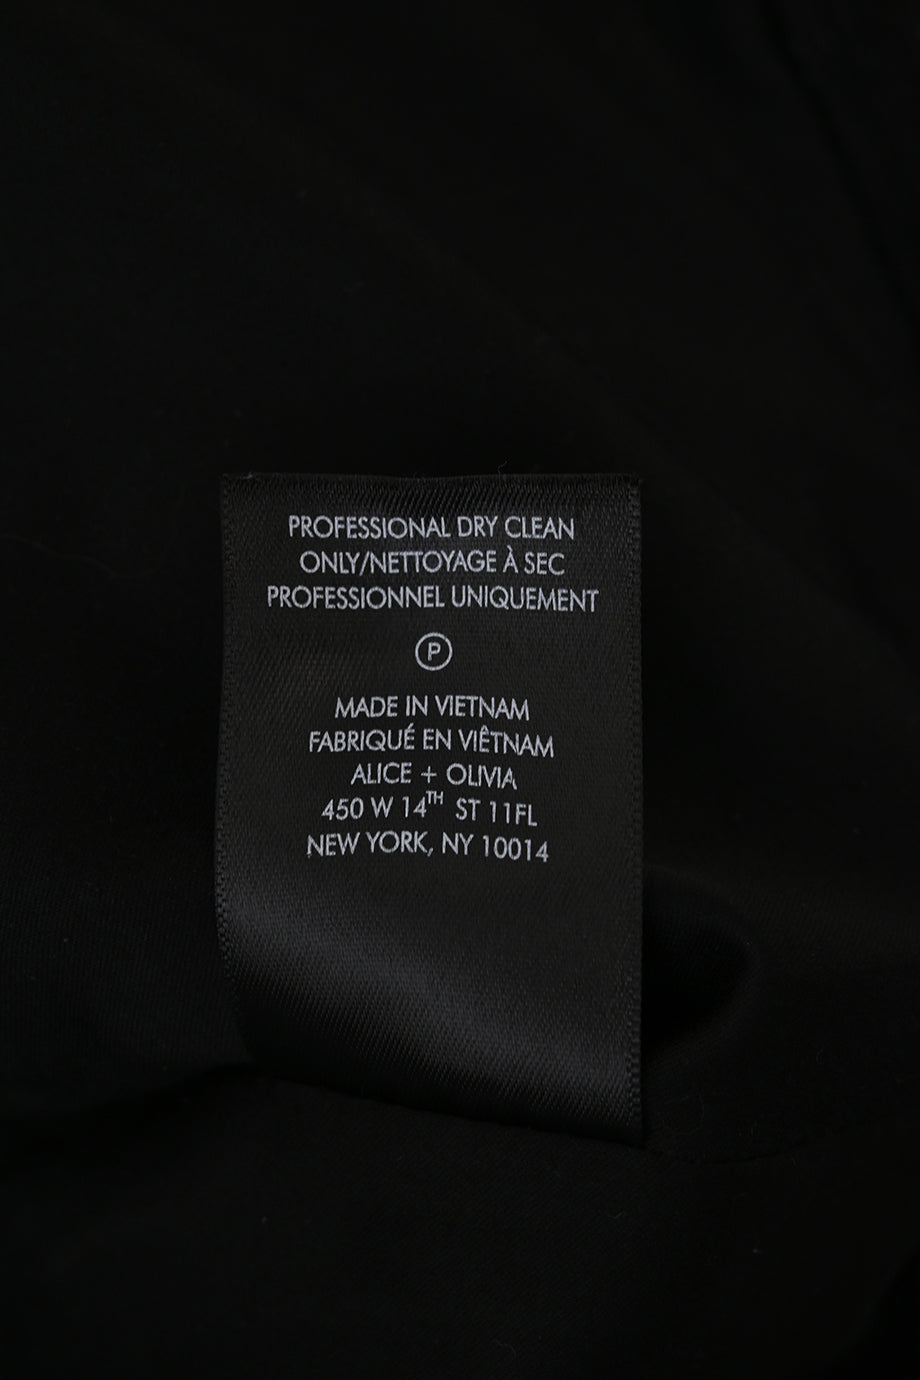 PROFESSIONAL DRY CLEAN
ONLY/NETTOYAGE À SEC
PROFESSIONNEL UNIQUEMENT
P
MADE IN VIETNAM
FABRIQUÉ EN VIÊTNAM
ALICE + OLIVIA
450 W 14TH ST 11FL
NEW YORK, NY 10014